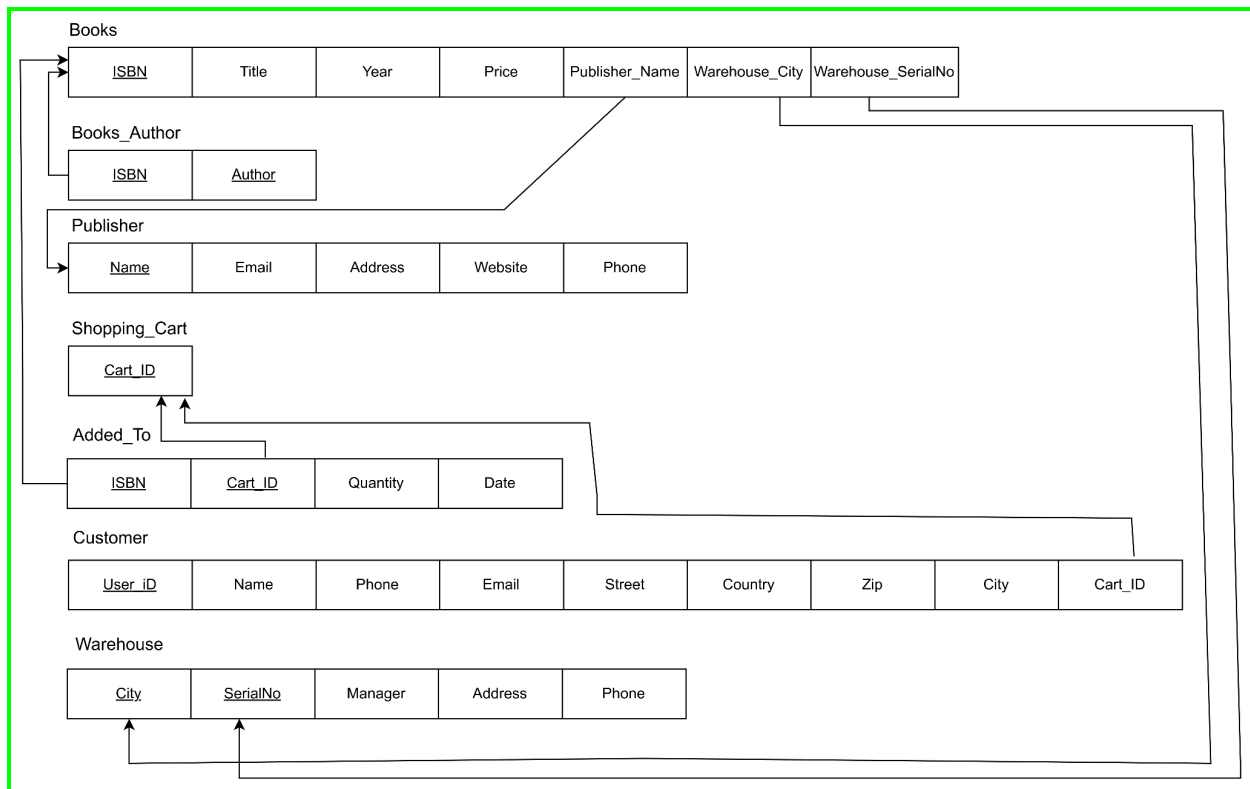 Books
ISBN Title Year Price Publisher_Name Warehouse_City Warehouse_SerialNo
Books_Author
ISBN Author
Publisher
Name Email Address Website Phone
Shopping_Cart
Cart_ID
Added_To
ISBN Cart_ID Quantity Date
Customer
User_iD Name Phone Email Street Country Zip City Cart_ID
Warehouse
City SerialNo Manager Address Phone